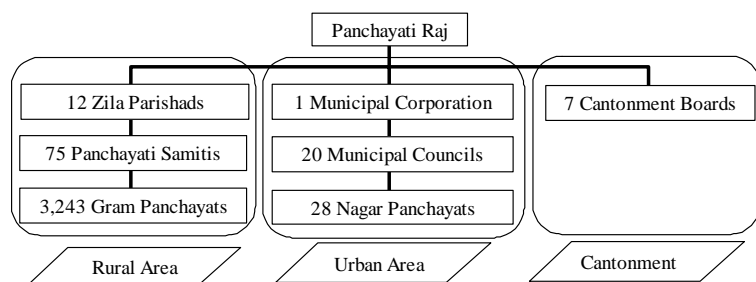 Panchayati Raj
12 Zila Parishads
75 Panchayati Samitis
3,243 Gram Panchayats
Rural Area
1 Municipal Corporation
20 Municipal Councils
28 Nagar Panchayats
Urban Area
7 Cantonment Boards
Cantonment